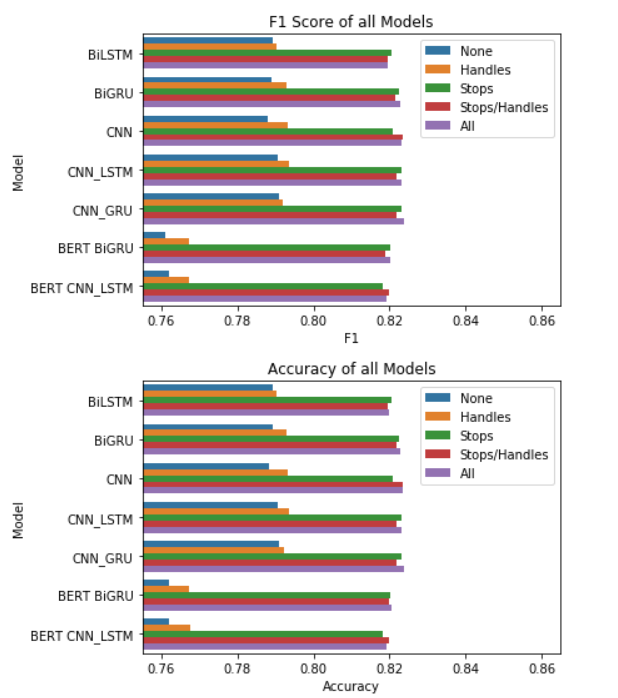 F1 Score of all Models
BiLSTM
BiGRU
CNN
CNN_LSTM
CNN_GRU
BERT BiGRU
BERT CNN_LSTM
Model
None
Handles
Stops
Stops/Handles
All
0.76 0.78 0.80 0.82 0.84 0.86
F1
Accuracy of all Models
BiLSTM
BiGRU
CNN
CNN_LSTM
CNN_GRU
BERT BiGRU
BERT CNN_LSTM
Model
None
Handles
Stops
Stops/Handles
All
0.76 0.78 0.80 0.82 0.84 0.86
Accuracy